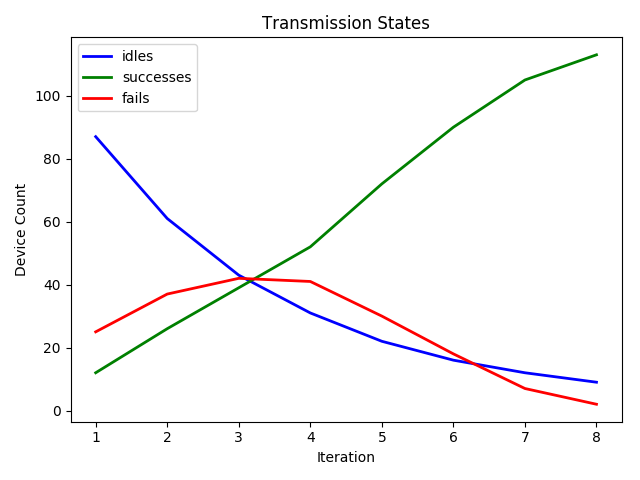 Transmission States
idles
successes
fails
Device Count
100
80
60
40
20
0
1 2 3 4 5 6 7 8
Iteration